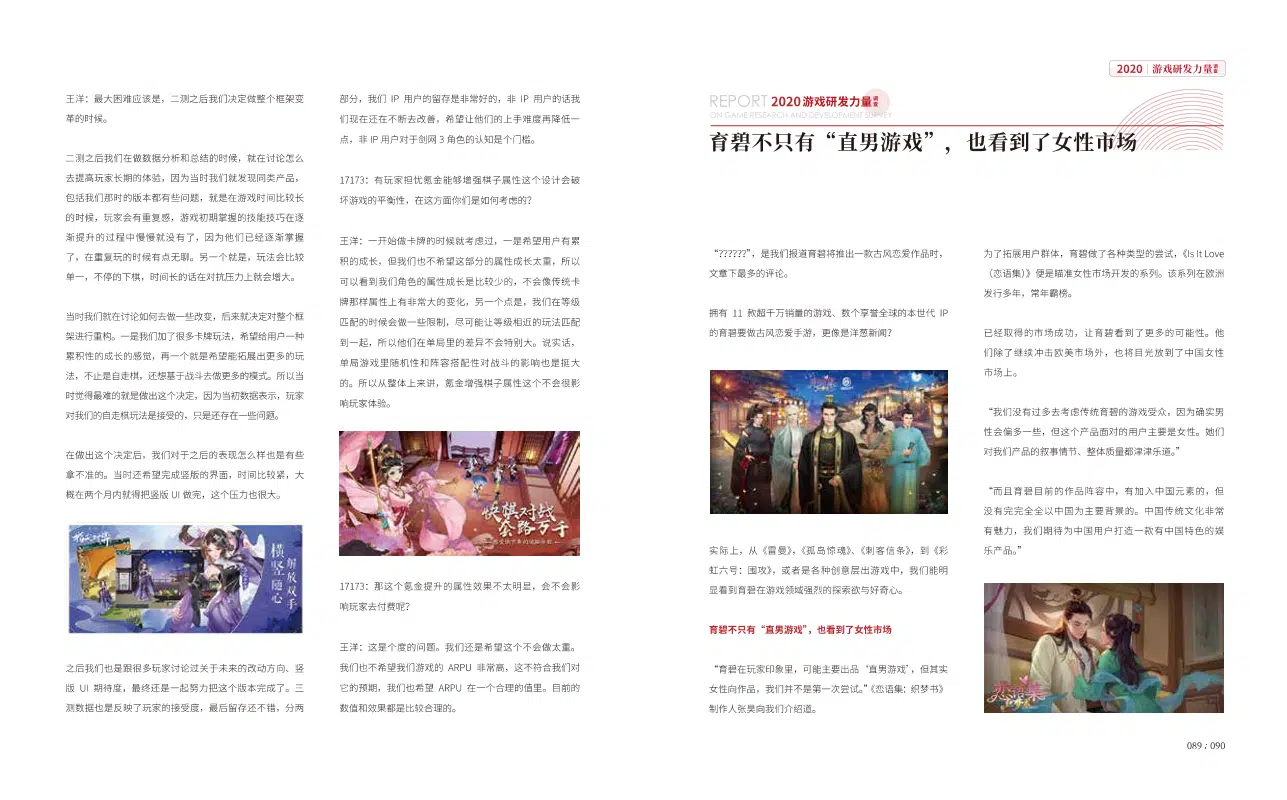 王洋：最大困难应该是，二测之后我们决定做整个框架变
革的时候。
二测之后我们在做数据分析和总结的时候，就在讨论怎么
去提高玩家长期的体验，因为当时我们就发现同类产品，
包括我们那时的版本都有些问题，就是在游戏时间比较长
的时候，玩家会有重复感，游戏初期掌握的技能技巧在逐
渐提升的过程中慢慢就没有了，因为他们已经逐渐掌握
了，在重复玩的时候有点无聊。另一个就是，玩法会比较
单一，不停的下棋，时间长的话在对抗压力上就会增大。
当时我们就在讨论如何去做一些改变，后来就决定对整个框
架进行重构。一是我们加了很多卡牌玩法，希望给用户一种
累积性的成长的感觉，再一个就是希望能拓展出更多的玩
法，不止是自走棋，还想基于战斗去做更多的模式。所以当
时觉得最难的就是做出这个决定，因为当初数据表示，玩家
对我们的自走棋玩法是接受的，只是还存在一些问题。
在做出这个决定后，我们对于之后的表现怎么样也是有些
拿不准的。当时还希望完成竖版的界面，时间比较紧，大
概在两个月内就得把竖版 UI 做完，这个压力也很大。
横竖随心
解放双手
之后我们也是跟很多玩家讨论过关于未来的改动方向、竖
版 UI 期待度，最终还是一起努力把这个版本完成了。三
测数据也是反映了玩家的接受度，最后留存还不错，分两
部分，我们 IP 用户的留存是非常好的，非 IP 用户的话我
们现在还在不断去改善，希望让他们的上手难度再降低一
点，非 IP 用户对于剑网 3 角色的认知是个门槛。
17173：有玩家担忧氪金能够增强棋子属性这个设计会破
坏游戏的平衡性，在这方面你们是如何考虑的？
王洋：一开始做卡牌的时候就考虑过，一是希望用户有累
积的成长，但我们也不希望这部分的属性成长太重，所以
可以看到我们角色的属性成长是比较少的，不会像传统卡
牌那样属性上有非常大的变化，另一个点是，我们在等级
匹配的时候会做一些限制，尽可能让等级相近的玩法匹配
到一起，所以他们在单局里的差异不会特别大。说实话，
单局游戏里随机性和阵容搭配性对战斗的影响也是挺大
的。所以从整体上来讲，氪金增强棋子属性这个不会很影
响玩家体验。
快棋对战
套路万千
17173：那这个氪金提升的属性效果不太明显，会不会影
响玩家去付费呢？
王洋：这是个度的问题。我们还是希望这个不会做太重。
我们也不希望我们游戏的 ARPU 非常高，这不符合我们对
它的预期，我们也希望 ARPU 在一个合理的值里。目前的
数值和效果都是比较合理的。
2020 游戏研发力量调查
REPORT 2020 游戏研发力量调查
ON GAME RESEARCH AND DEVELOPMENT SURVEY
育碧不只有“直男游戏”，也看到了女性市场
“??????”，是我们报道育碧将推出一款古风恋爱作品时，
文章下最多的评论。
拥有 11 款超千万销量的游戏、数个享誉全球的本世代 IP
的育碧要做古风恋爱手游，更像是洋葱新闻？
实际上，从《雷曼》，《孤岛惊魂》、《刺客信条》，到《彩
虹六号：围攻》，或者是各种创意层出游戏中，我们能明
显看到育碧在游戏领域强烈的探索欲与好奇心。
育碧不只有“直男游戏”，也看到了女性市场
“育碧在玩家印象里，可能主要出品‘直男游戏’，但其实
女性向作品，我们并不是第一次尝试。”《恋语集：织梦书》
制作人张昊向我们介绍道。
为了拓展用户群体，育碧做了各种类型的尝试，《Is It Love
（恋语集）》便是瞄准女性市场开发的系列。该系列在欧洲
发行多年，常年霸榜。
已经取得的市场成功，让育碧看到了更多的可能性。他
们除了继续冲击欧美市场外，也将目光放到了中国女性
市场上。
“我们没有过多去考虑传统育碧的游戏受众，因为确实男
性会偏多一些，但这个产品面对的用户主要是女性。她们
对我们产品的叙事情节、整体质量都津津乐道。”
“而且育碧目前的作品阵容中，有加入中国元素的，但
没有完完全全以中国为主要背景的。中国传统文化非常
有魅力，我们期待为中国用户打造一款有中国特色的娱
乐产品。”
恋语集
089 / 090